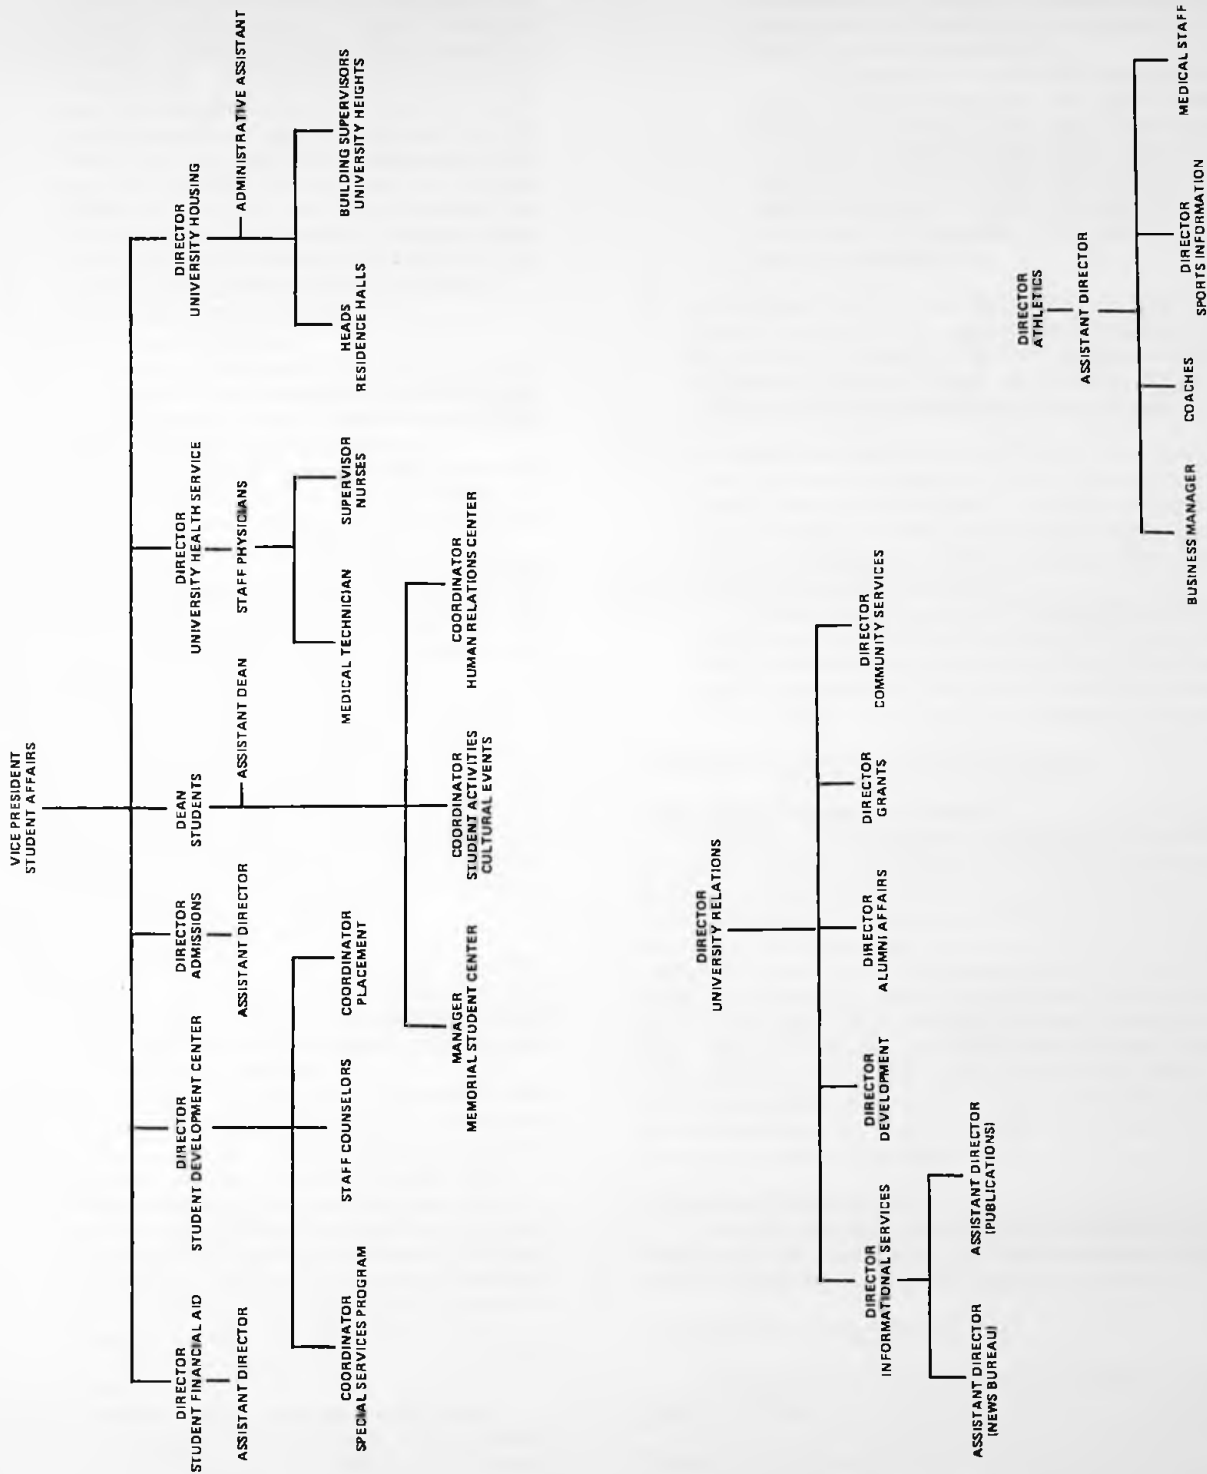 VICE PRESIDENT
STUDENT AFFAIRS
DIRECTOR
STUDENT FINANCIAL AID
ASSISTANT DIRECTOR
DIRECTOR
STUDENT DEVELOPMENT CENTER
COORDINATOR
SPECIAL SERVICES PROGRAM
STAFF COUNSELORS
COORDINATOR
PLACEMENT
DIRECTOR
ADMISSIONS
ASSISTANT DIRECTOR
DEAN
STUDENTS
ASSISTANT DEAN
MANAGER
MEMORIAL STUDENT CENTER
COORDINATOR
STUDENT ACTIVITIES
CULTURAL EVENTS
COORDINATOR
HUMAN RELATIONS CENTER
DIRECTOR
UNIVERSITY HEALTH SERVICE
STAFF PHYSICIANS
MEDICAL TECHNICIAN
SUPERVISOR
NURSES
DIRECTOR
UNIVERSITY HOUSING
ADMINISTRATIVE ASSISTANT
HEADS
RESIDENCE HALLS
BUILDING SUPERVISORS
UNIVERSITY HEIGHTS
DIRECTOR
UNIVERSITY RELATIONS
DIRECTOR
INFORMATIONAL SERVICES
ASSISTANT DIRECTOR
(NEWS BUREAU)
ASSISTANT DIRECTOR
(PUBLICATIONS)
DIRECTOR
DEVELOPMENT
DIRECTOR
ALUMNI AFFAIRS
DIRECTOR
GRANTS
DIRECTOR
COMMUNITY SERVICES
DIRECTOR
ATHLETICS
ASSISTANT DIRECTOR
BUSINESS MANAGER
COACHES
DIRECTOR
SPORTS INFORMATION
MEDICAL STAFF